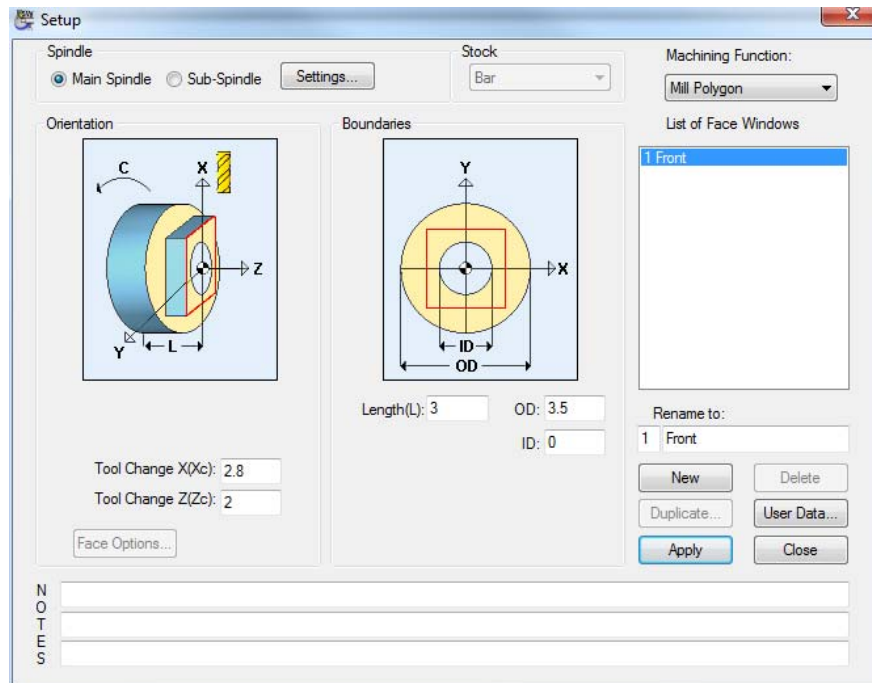 Setup
Spindle
Main Spindle Sub-Spindle Settings...
Stock
Bar
Machining Function:
Mill Polygon
Orientation
C X
Z
Y L
Boundaries
Y
X
ID
OD
List of Face Windows
1 Front
Length(L): 3 OD: 3.5
ID: 0
Tool Change X(Xc): 2.8
Tool Change Z(Zc): 2
Face Options...
Rename to:
1 Front
New Delete
Duplicate... User Data...
Apply Close
N
O
T
E
S